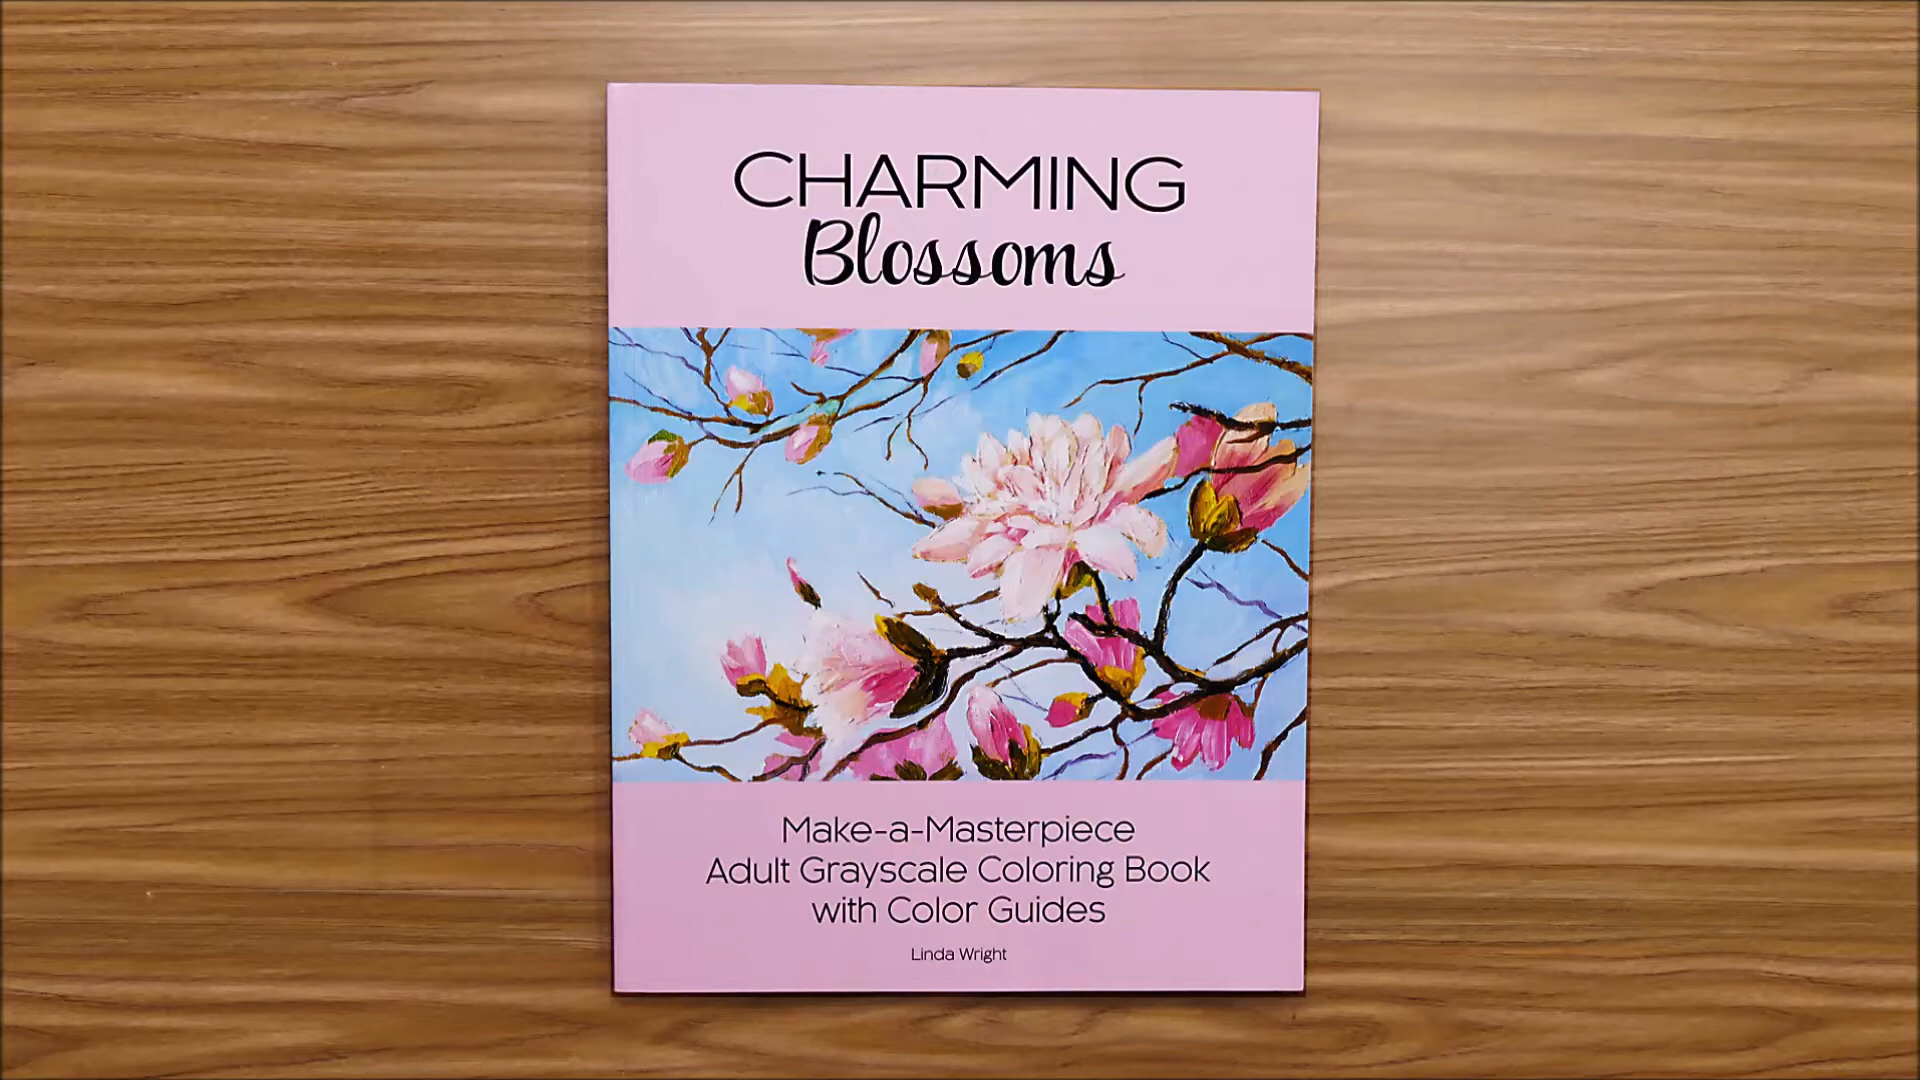 CHARMING
Blossoms
Make-a-Masterpiece
Adult Grayscale Coloring Book
with Color Guides
Linda Wright